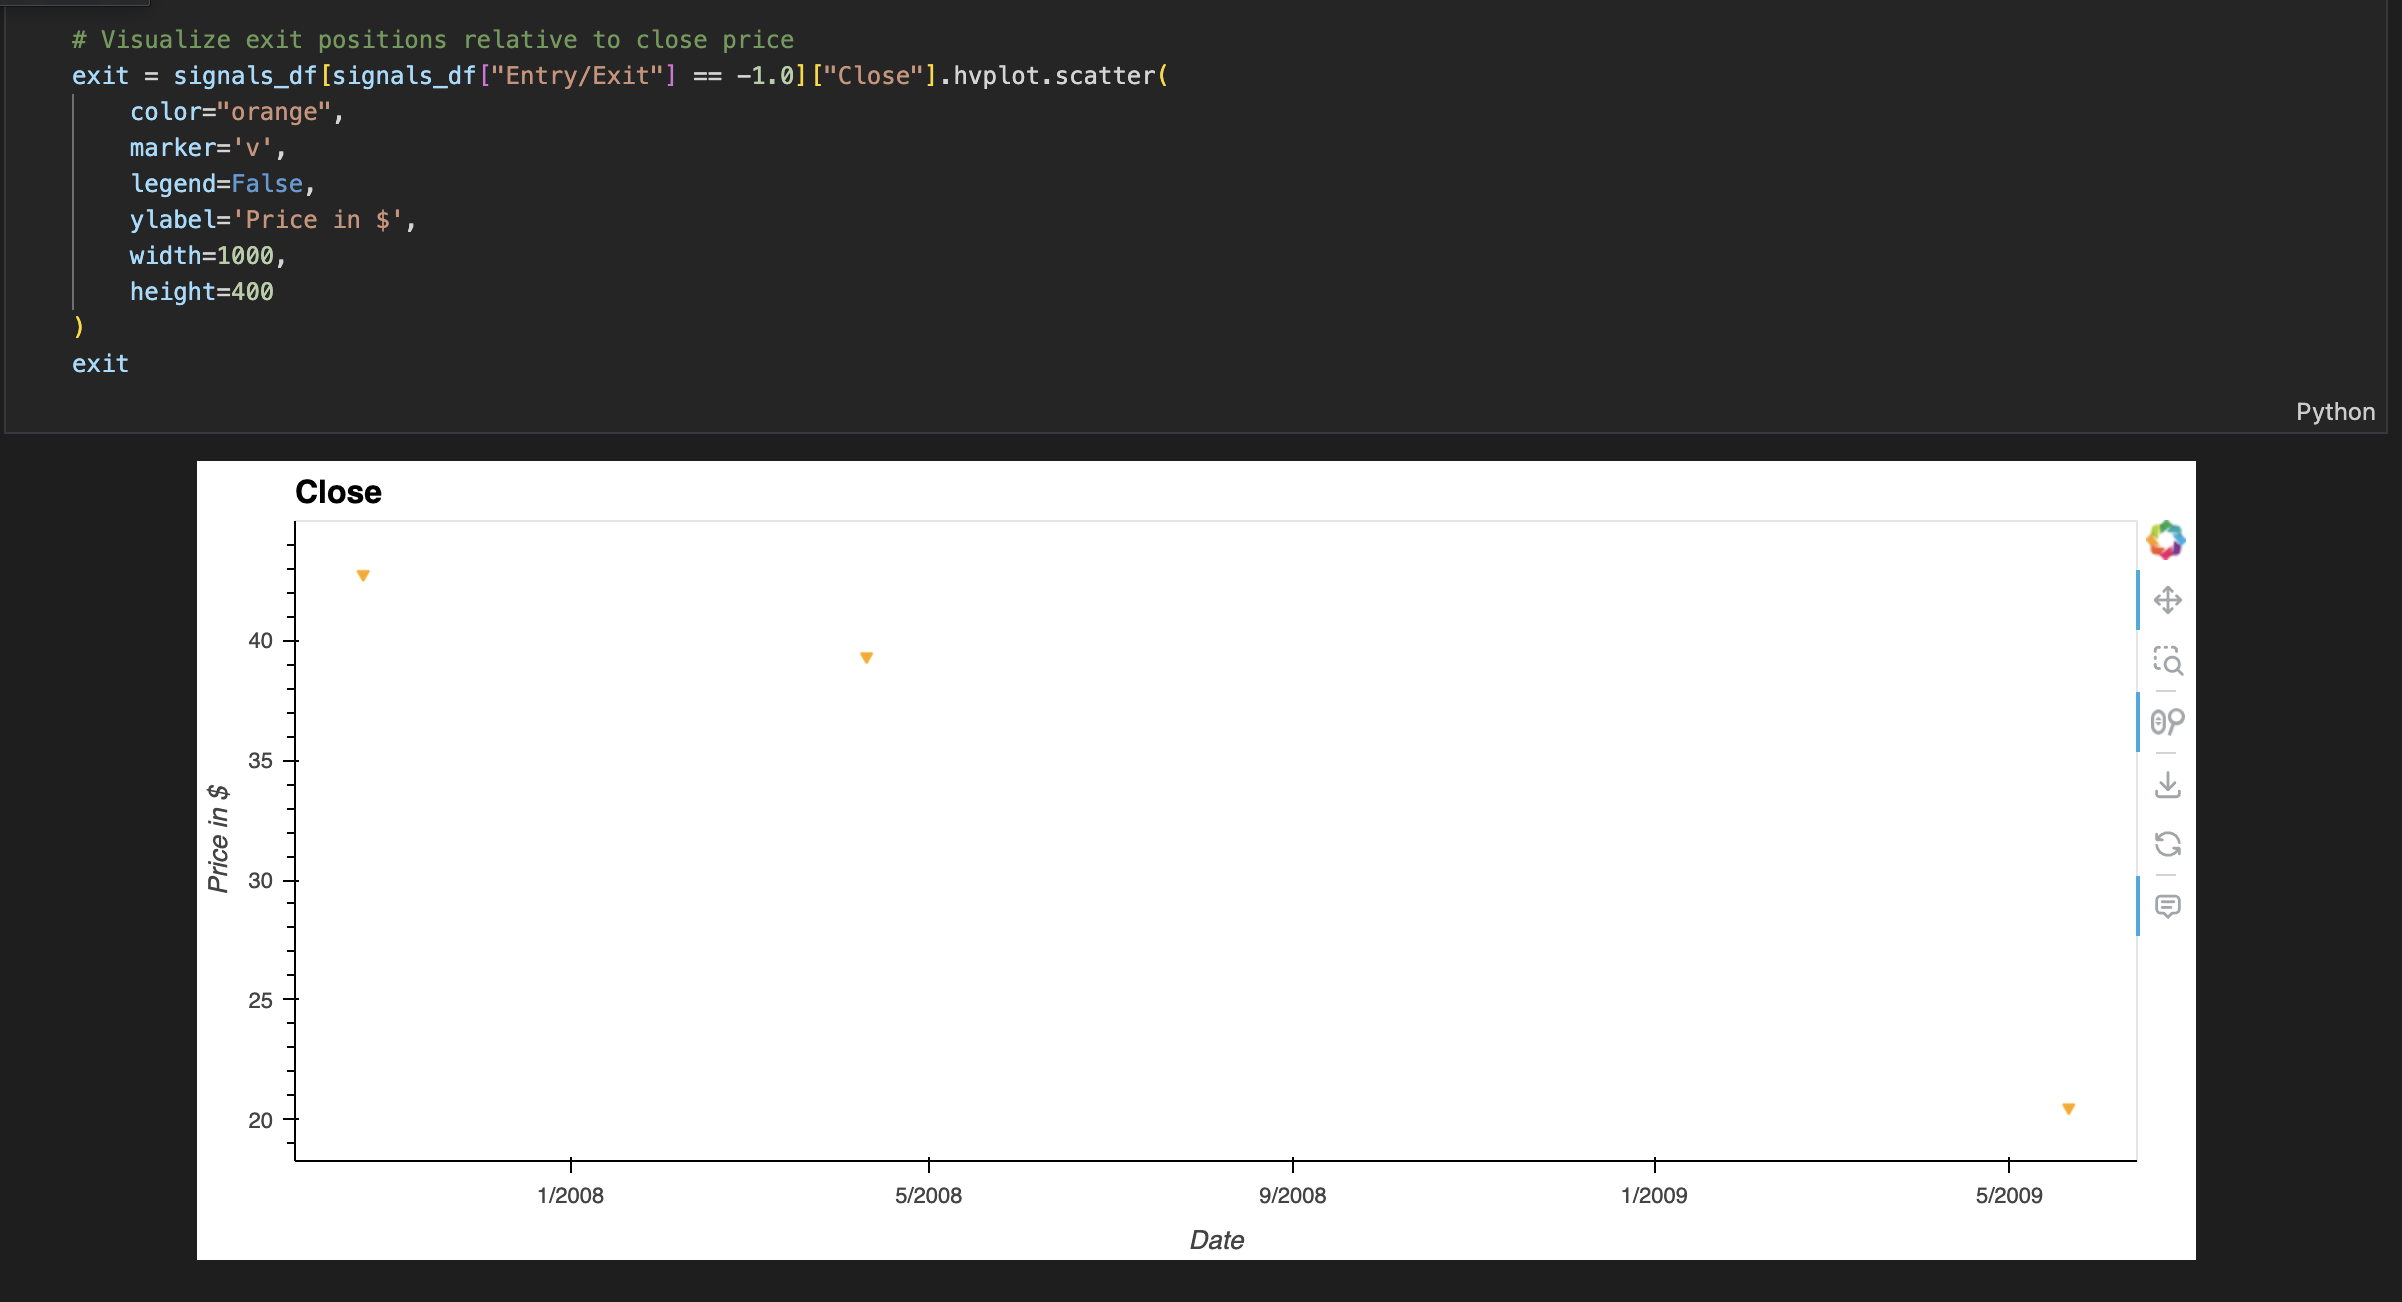 # Visualize exit positions relative to close price
exit = signals_df[signals_df["Entry/Exit"] == -1.0]["Close"].hvplot.scatter(
    color="orange",
    marker='v',
    legend=False,
    ylabel='Price in $',
    width=1000,
    height=400
)
exit
Python
Close
40
35
30
25
20
Price in $
1/2008 5/2008 9/2008 1/2009 5/2009
Date